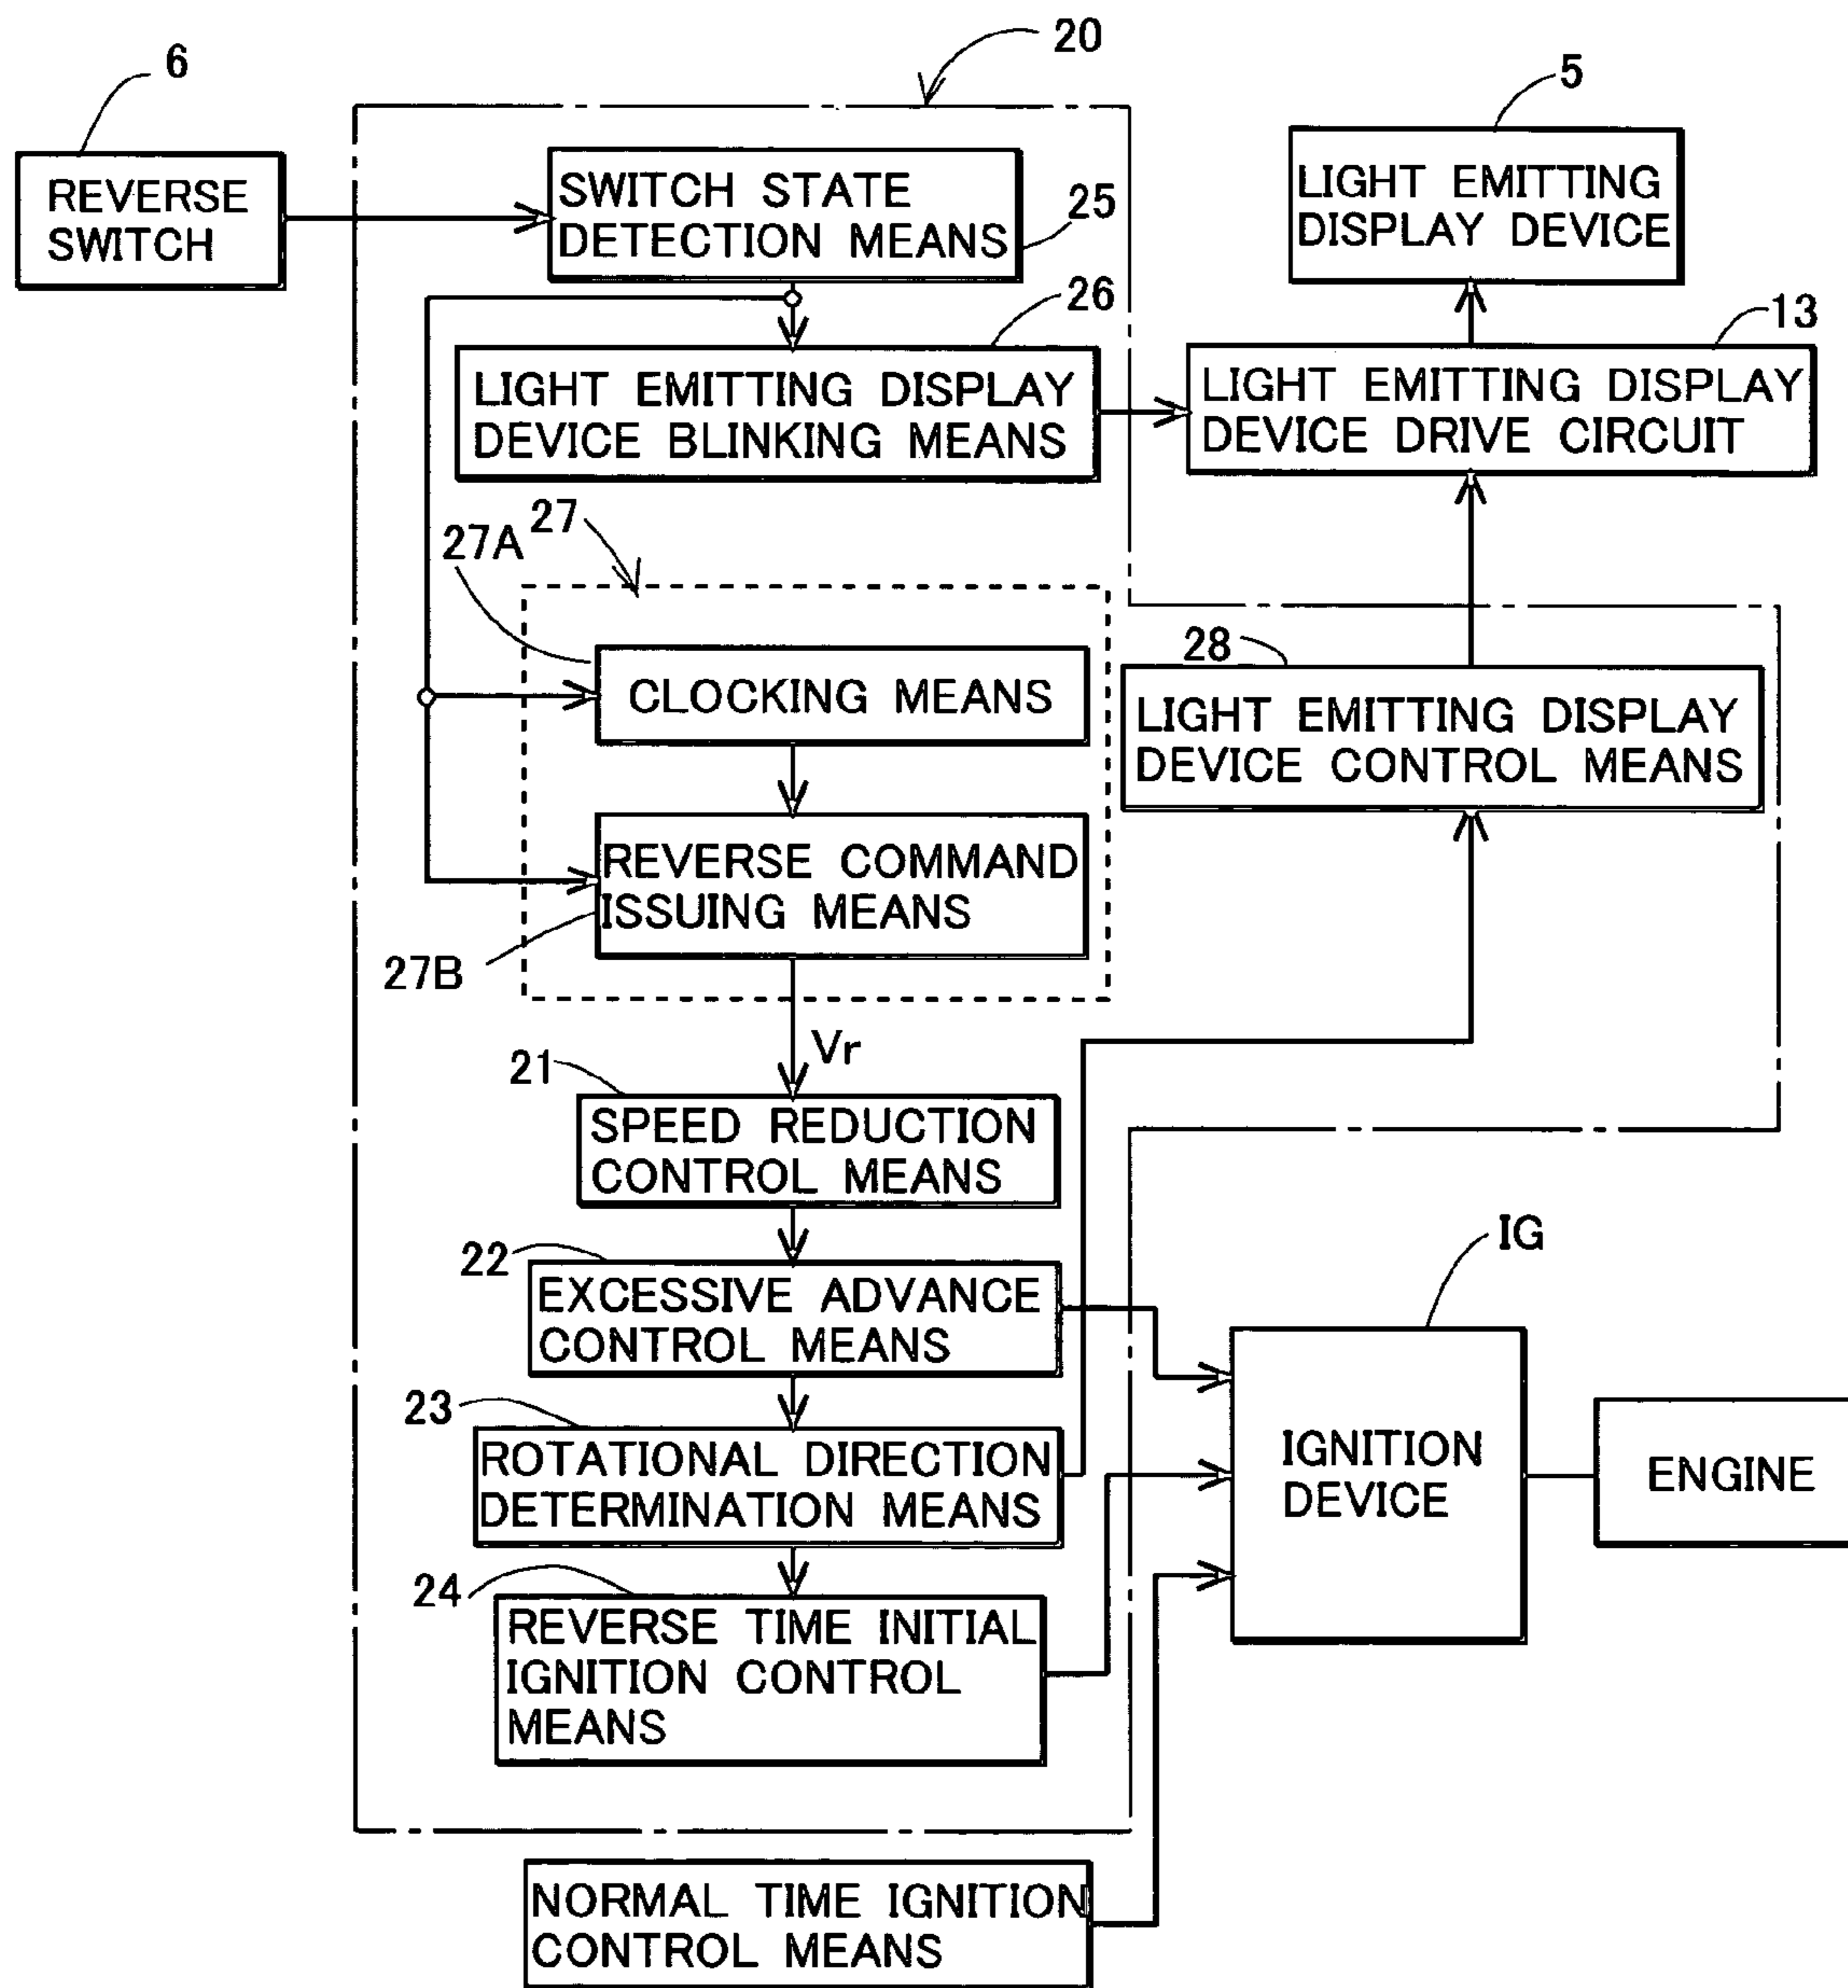 20
6
5
REVERSE
SWITCH
SWITCH STATE
DETECTION MEANS
25
LIGHT EMITTING
DISPLAY DEVICE
26
13
LIGHT EMITTING DISPLAY
DEVICE BLINKING MEANS
LIGHT EMITTING DISPLAY
DEVICE DRIVE CIRCUIT
27
27A
CLOCKING MEANS
28
LIGHT EMITTING DISPLAY
DEVICE CONTROL MEANS
REVERSE COMMAND
ISSUING MEANS
27B
Vr
21
SPEED REDUCTION
CONTROL MEANS
22
EXCESSIVE ADVANCE
CONTROL MEANS
IG
23
ROTATIONAL DIRECTION
DETERMINATION MEANS
IGNITION
DEVICE
ENGINE
24
REVERSE TIME INITIAL
IGNITION CONTROL
MEANS
NORMAL TIME IGNITION
CONTROL MEANS